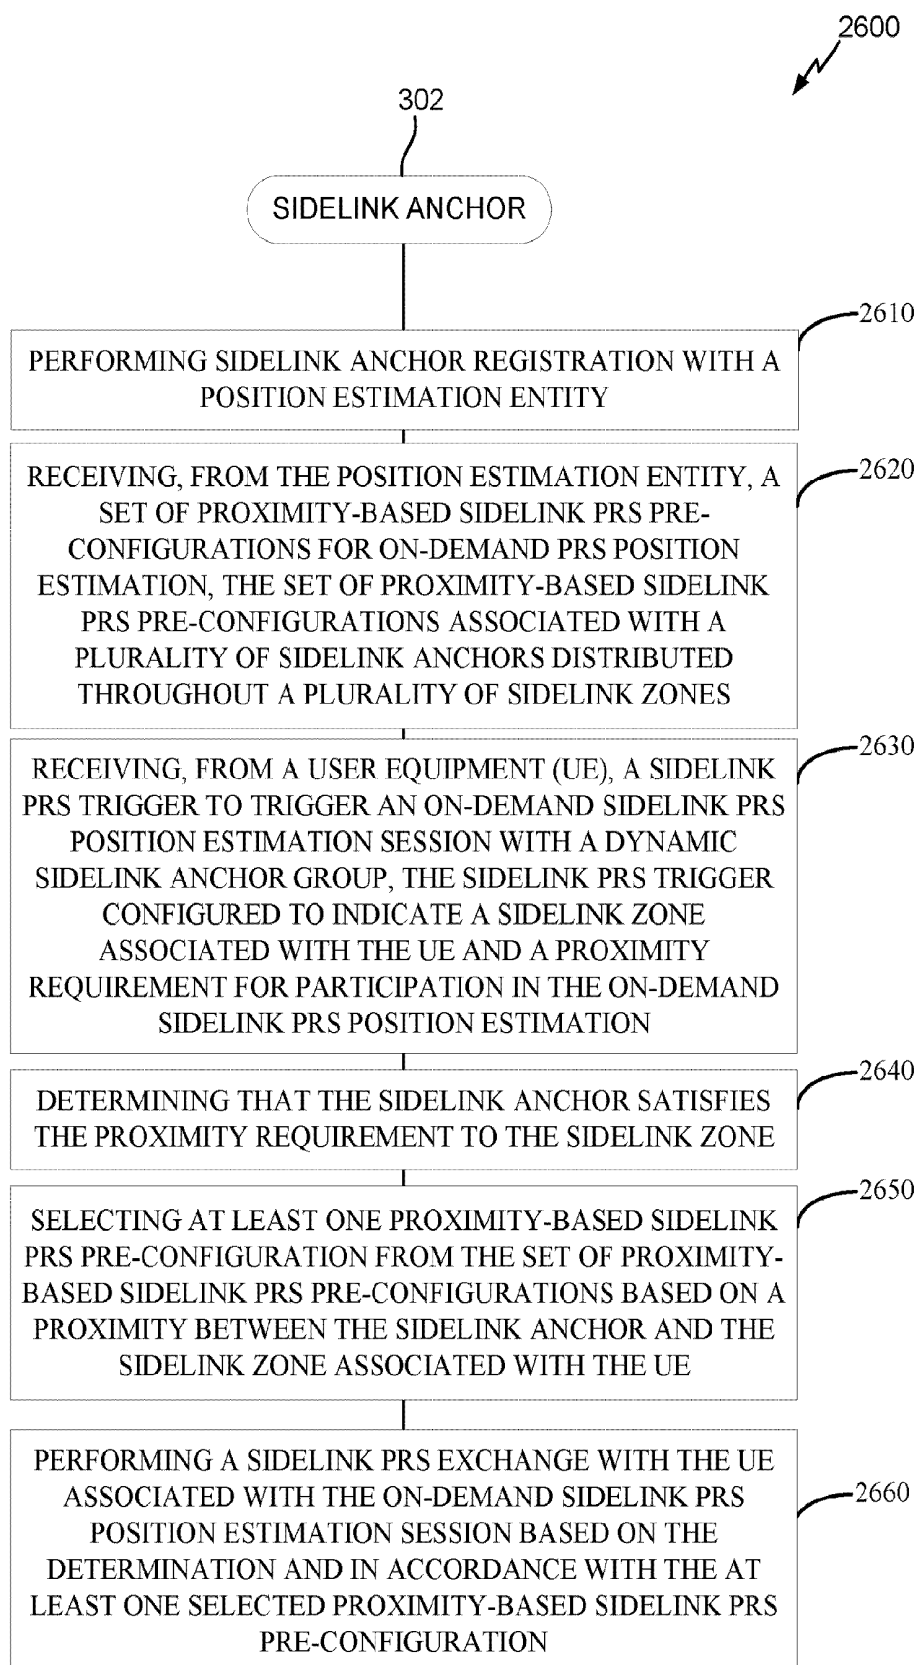 2600
302
SIDELINK ANCHOR
2610
PERFORMING SIDELINK ANCHOR REGISTRATION WITH A
POSITION ESTIMATION ENTITY
2620
RECEIVING, FROM THE POSITION ESTIMATION ENTITY, A
SET OF PROXIMITY-BASED SIDELINK PRS PRE-
CONFIGURATIONS FOR ON-DEMAND PRS POSITION
ESTIMATION, THE SET OF PROXIMITY-BASED SIDELINK
PRS PRE-CONFIGURATIONS ASSOCIATED WITH A
PLURALITY OF SIDELINK ANCHORS DISTRIBUTED
THROUGHOUT A PLURALITY OF SIDELINK ZONES
2630
RECEIVING, FROM A USER EQUIPMENT (UE), A SIDELINK
PRS TRIGGER TO TRIGGER AN ON-DEMAND SIDELINK PRS
POSITION ESTIMATION SESSION WITH A DYNAMIC
SIDELINK ANCHOR GROUP, THE SIDELINK PRS TRIGGER
CONFIGURED TO INDICATE A SIDELINK ZONE
ASSOCIATED WITH THE UE AND A PROXIMITY
REQUIREMENT FOR PARTICIPATION IN THE ON-DEMAND
SIDELINK PRS POSITION ESTIMATION
2640
DETERMINING THAT THE SIDELINK ANCHOR SATISFIES
THE PROXIMITY REQUIREMENT TO THE SIDELINK ZONE
2650
SELECTING AT LEAST ONE PROXIMITY-BASED SIDELINK
PRS PRE-CONFIGURATION FROM THE SET OF PROXIMITY-
BASED SIDELINK PRS PRE-CONFIGURATIONS BASED ON A
PROXIMITY BETWEEN THE SIDELINK ANCHOR AND THE
SIDELINK ZONE ASSOCIATED WITH THE UE
2660
PERFORMING A SIDELINK PRS EXCHANGE WITH THE UE
ASSOCIATED WITH THE ON-DEMAND SIDELINK PRS
POSITION ESTIMATION SESSION BASED ON THE
DETERMINATION AND IN ACCORDANCE WITH THE AT
LEAST ONE SELECTED PROXIMITY-BASED SIDELINK PRS
PRE-CONFIGURATION